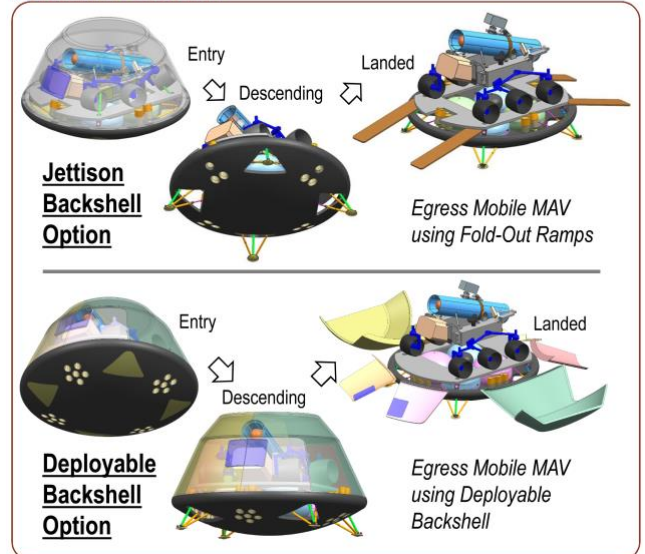 Entry
Descending
Landed
Jettison
Backshell
Option
Egress Mobile MAV
using Fold-Out Ramps
Entry
Descending
Landed
Deployable
Backshell
Option
Egress Mobile MAV
using Deployable
Backshell